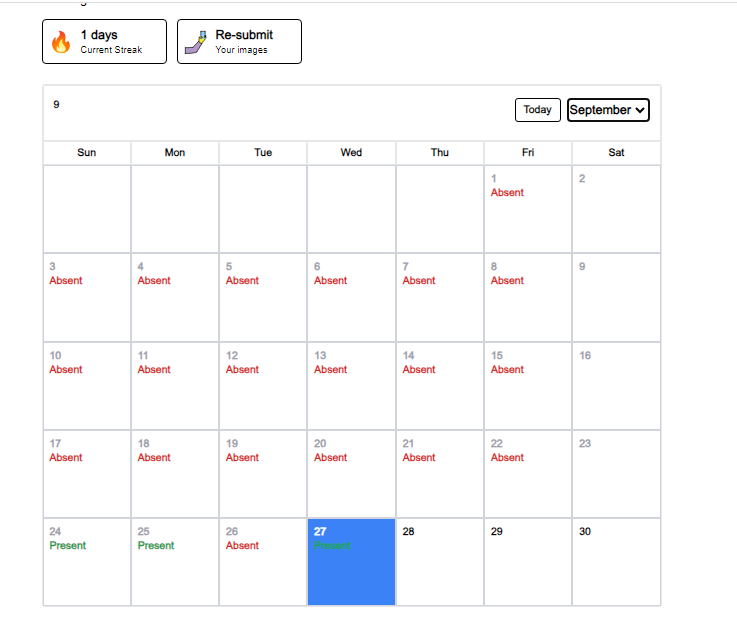 1 days
Current Streak
Re-submit
Your images
9
Today
September
Sun Mon Tue Wed Thu Fri Sat
1 2
Absent
3 4 5 6 7 8 9
Absent Absent Absent Absent Absent Absent
10 11 12 13 14 15 16
Absent Absent Absent Absent Absent Absent
17 18 19 20 21 22 23
Absent Absent Absent Absent Absent Absent
24 25 26 27 28 29 30
Present Present Absent Present